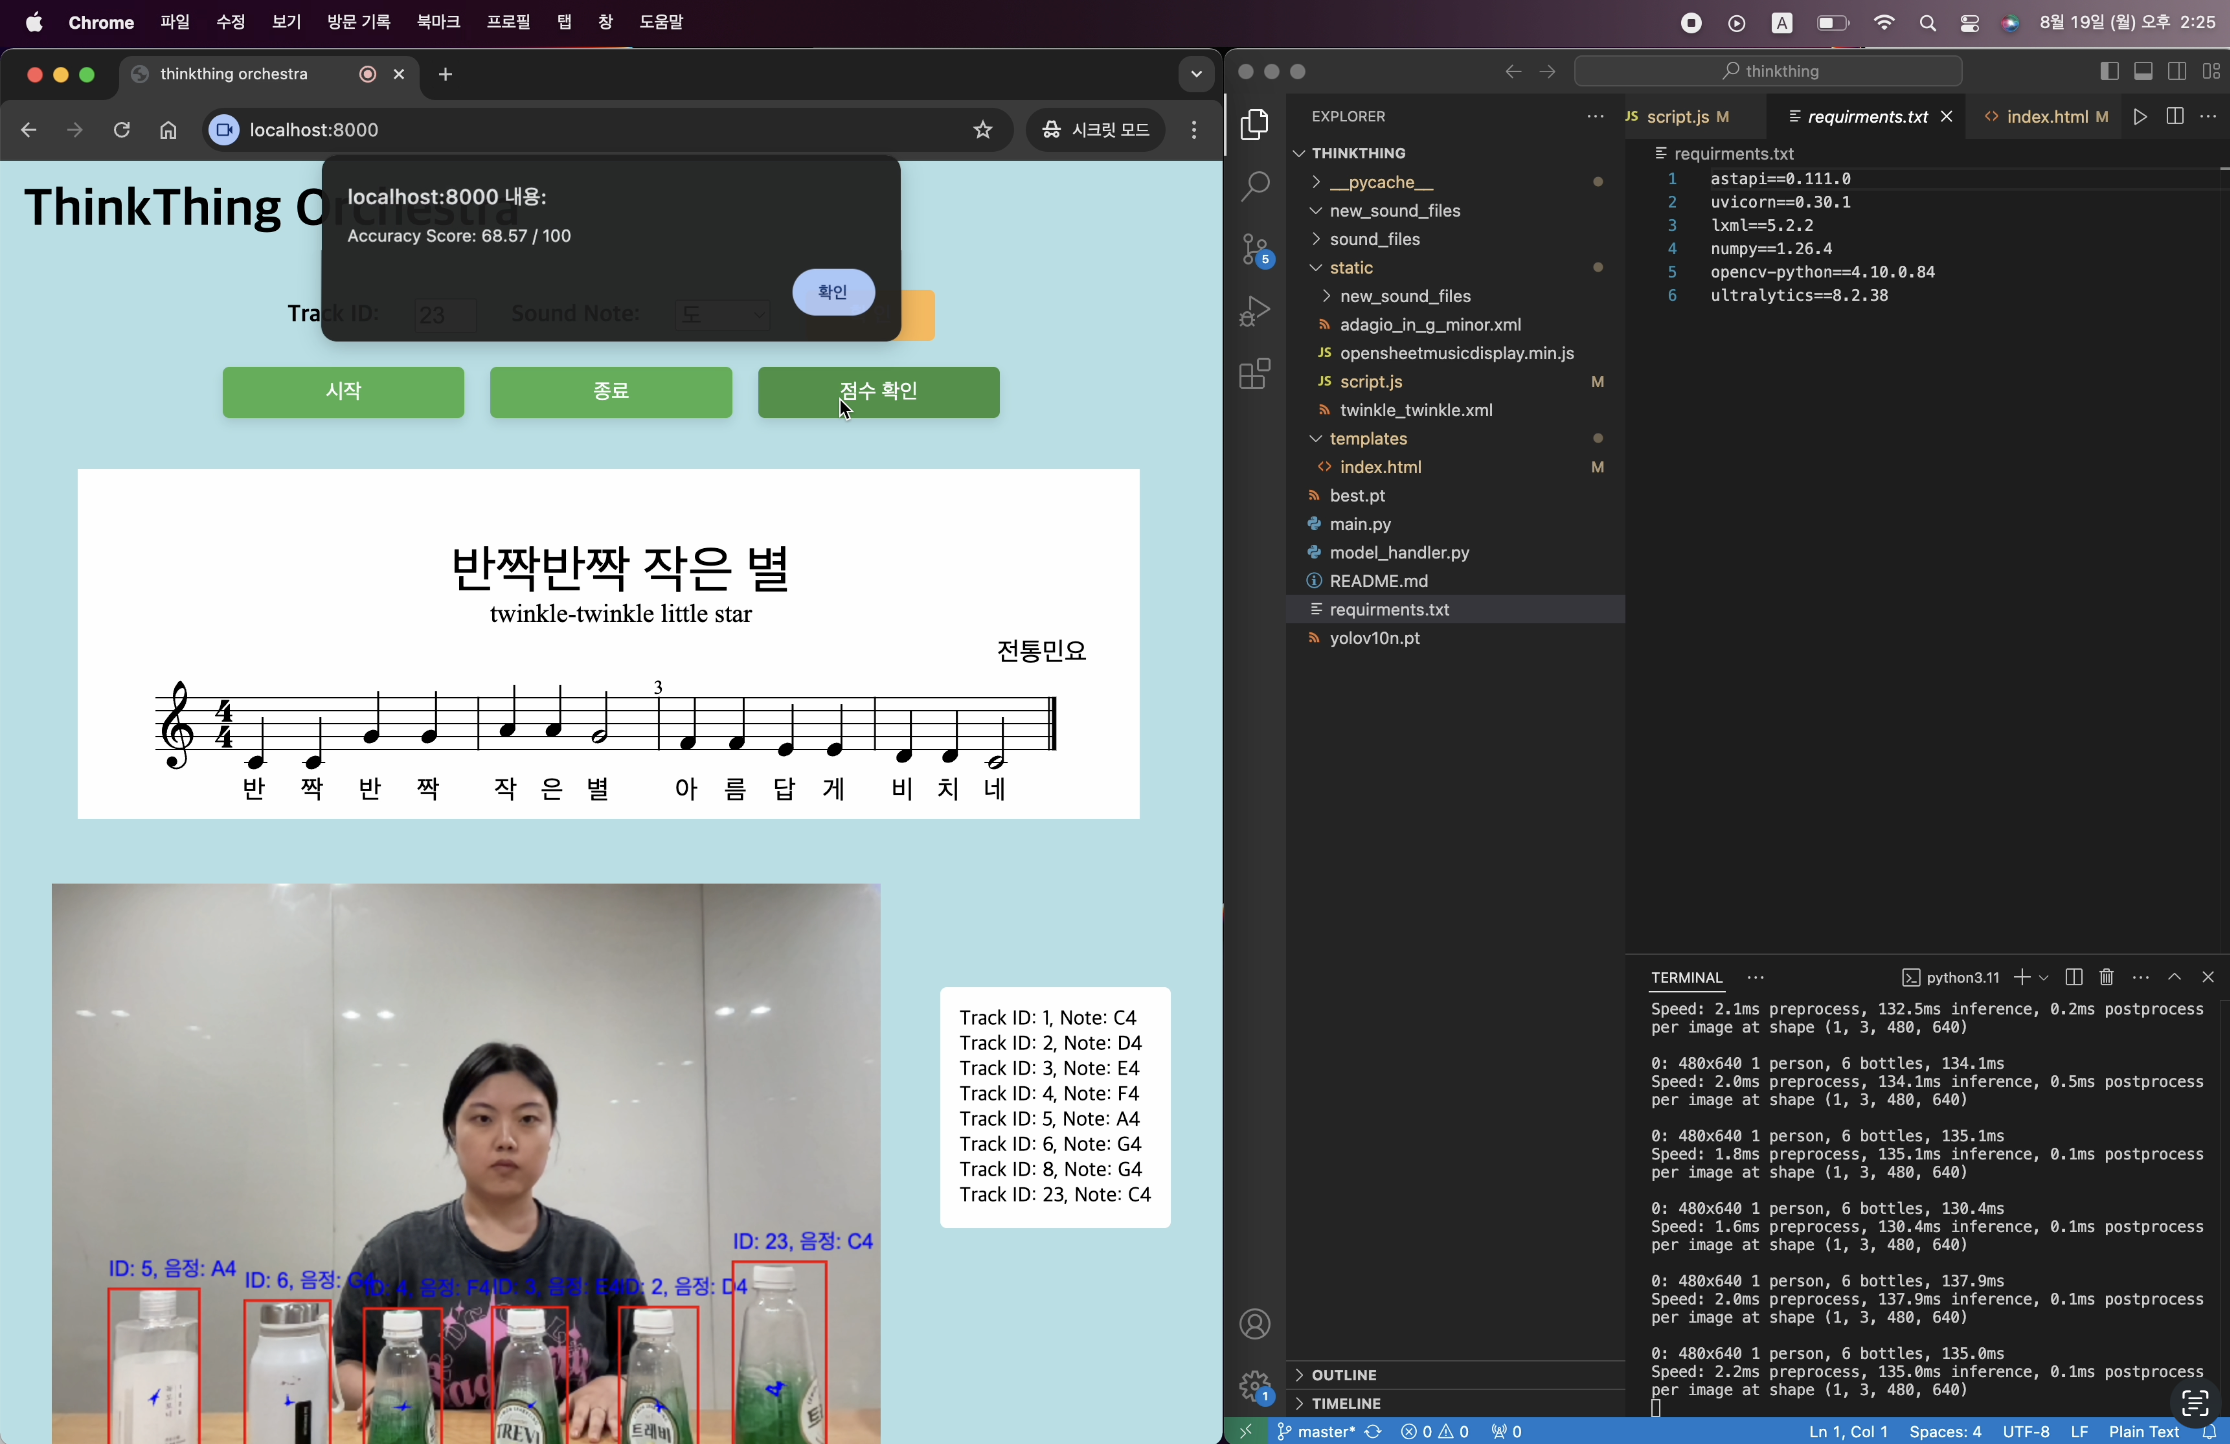 Chrome 파일 수정 보기 방문 기록 북마크 프로필 탭 창 도움말
A 8월 19일 (월) 오후 2:25
thinkthing orchestra
localhost:8000
시크릿 모드
ThinkThing Orchestra
localhost:8000 내용:
Accuracy Score: 68.57 / 100
확인
Track ID: 23 Sound Note: 도
시작 종료 점수 확인
반짝반짝 작은 별
twinkle-twinkle little star
전통민요
3
4
4
반 짝 반 짝 작 은 별 아 름 답 게 비 치 네
Track ID: 1, Note: C4
Track ID: 2, Note: D4
Track ID: 3, Note: E4
Track ID: 4, Note: F4
Track ID: 5, Note: A4
Track ID: 6, Note: G4
Track ID: 8, Note: G4
Track ID: 23, Note: C4
ID: 23, 음정: C4
ID: 5, 음정: A4
ID: 6, 음정: G4
ID: 4, 음정: F4
ID: 3, 음정: E4
ID: 2, 음정: D4
TREVI
트레비
thinkthing
EXPLORER
THINKTHING
__pycache__
new_sound_files
sound_files
static
new_sound_files
adagio_in_g_minor.xml
opensheetmusicdisplay.min.js
JS script.js M
twinkle_twinkle.xml
templates
index.html M
best.pt
main.py
model_handler.py
README.md
requirments.txt
yolov10n.pt
OUTLINE
TIMELINE
5
1
JS script.js M requirments.txt index.html M
requirments.txt
1 astapi==0.111.0
2 uvicorn==0.30.1
3 lxml==5.2.2
4 numpy==1.26.4
5 opencv-python==4.10.0.84
6 ultralytics==8.2.38
TERMINAL python3.11
Speed: 2.1ms preprocess, 132.5ms inference, 0.2ms postprocess
per image at shape (1, 3, 480, 640)
0: 480x640 1 person, 6 bottles, 134.1ms
Speed: 2.0ms preprocess, 134.1ms inference, 0.5ms postprocess
per image at shape (1, 3, 480, 640)
0: 480x640 1 person, 6 bottles, 135.1ms
Speed: 1.8ms preprocess, 135.1ms inference, 0.1ms postprocess
per image at shape (1, 3, 480, 640)
0: 480x640 1 person, 6 bottles, 130.4ms
Speed: 1.6ms preprocess, 130.4ms inference, 0.1ms postprocess
per image at shape (1, 3, 480, 640)
0: 480x640 1 person, 6 bottles, 137.9ms
Speed: 2.0ms preprocess, 137.9ms inference, 0.1ms postprocess
per image at shape (1, 3, 480, 640)
0: 480x640 1 person, 6 bottles, 135.0ms
Speed: 2.2ms preprocess, 135.0ms inference, 0.1ms postprocess
per image at shape (1, 3, 480, 640)
master* 0 0 0 Ln 1, Col 1 Spaces: 4 UTF-8 LF Plain Text